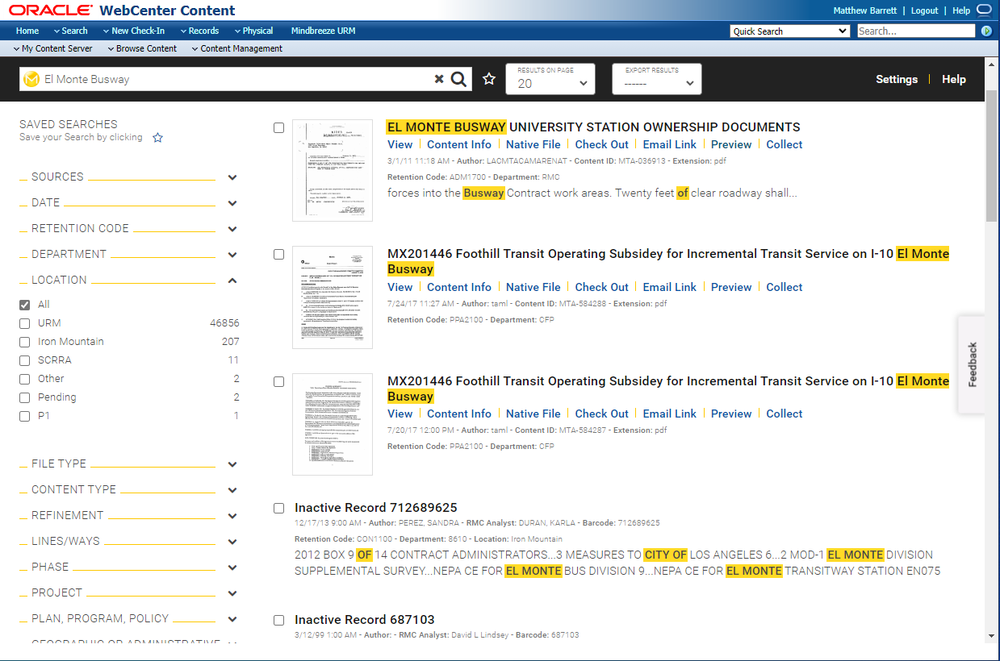 ORACLE WebCenter Content
Matthew Barrett | Logout | Help
Home Search New Check-In Records Physical Mindbreeze URM
Quick Search Search...
My Content Server Browse Content Content Management
El Monte Busway
RESULTS ON PAGE
20
EXPORT RESULTS
------
Settings | Help
SAVED SEARCHES
Save your Search by clicking
SOURCES
DATE
RETENTION CODE
DEPARTMENT
LOCATION
All
URM 46856
Iron Mountain 207
SCRRA 11
Other 2
Pending 2
P1 1
FILE TYPE
CONTENT TYPE
REFINEMENT
LINES/WAYS
PHASE
PROJECT
PLAN, PROGRAM, POLICY
GEOGRAPHIC OR ADMINISTRATIVE
EL MONTE BUSWAY UNIVERSITY STATION OWNERSHIP DOCUMENTS
View | Content Info | Native File | Check Out | Email Link | Preview | Collect
3/1/11 11:18 AM - Author: LACMTACAMARENAT - Content ID: MTA-036913 - Extension: pdf
Retention Code: ADM1700 - Department: RMC
forces into the Busway Contract work areas. Twenty feet of clear roadway shall...
MX201446 Foothill Transit Operating Subsidey for Incremental Transit Service on I-10 El Monte
Busway
View | Content Info | Native File | Check Out | Email Link | Preview | Collect
7/24/17 11:27 AM - Author: taml - Content ID: MTA-584288 - Extension: pdf
Retention Code: PPA2100 - Department: CFP
MX201446 Foothill Transit Operating Subsidey for Incremental Transit Service on I-10 El Monte
Busway
View | Content Info | Native File | Check Out | Email Link | Preview | Collect
7/20/17 12:00 PM - Author: taml - Content ID: MTA-584287 - Extension: pdf
Retention Code: PPA2100 - Department: CFP
Inactive Record 712689625
12/17/13 9:00 AM - Author: PEREZ, SANDRA - RMC Analyst: DURAN, KARLA - Barcode: 712689625
Retention Code: CON1100 - Department: 8610 - Location: Iron Mountain
2012 BOX 9 OF 14 CONTRACT ADMINISTRATORS...3 MEASURES TO CITY OF LOS ANGELES 6...2 MOD-1 EL MONTE DIVISION
SUPPLEMENTAL SURVEY...NEPA CE FOR EL MONTE BUS DIVISION 9...NEPA CE FOR EL MONTE TRANSITWAY STATION EN075
Inactive Record 687103
3/12/99 1:00 AM - Author: - RMC Analyst: David L Lindsey - Barcode: 687103
Feedback